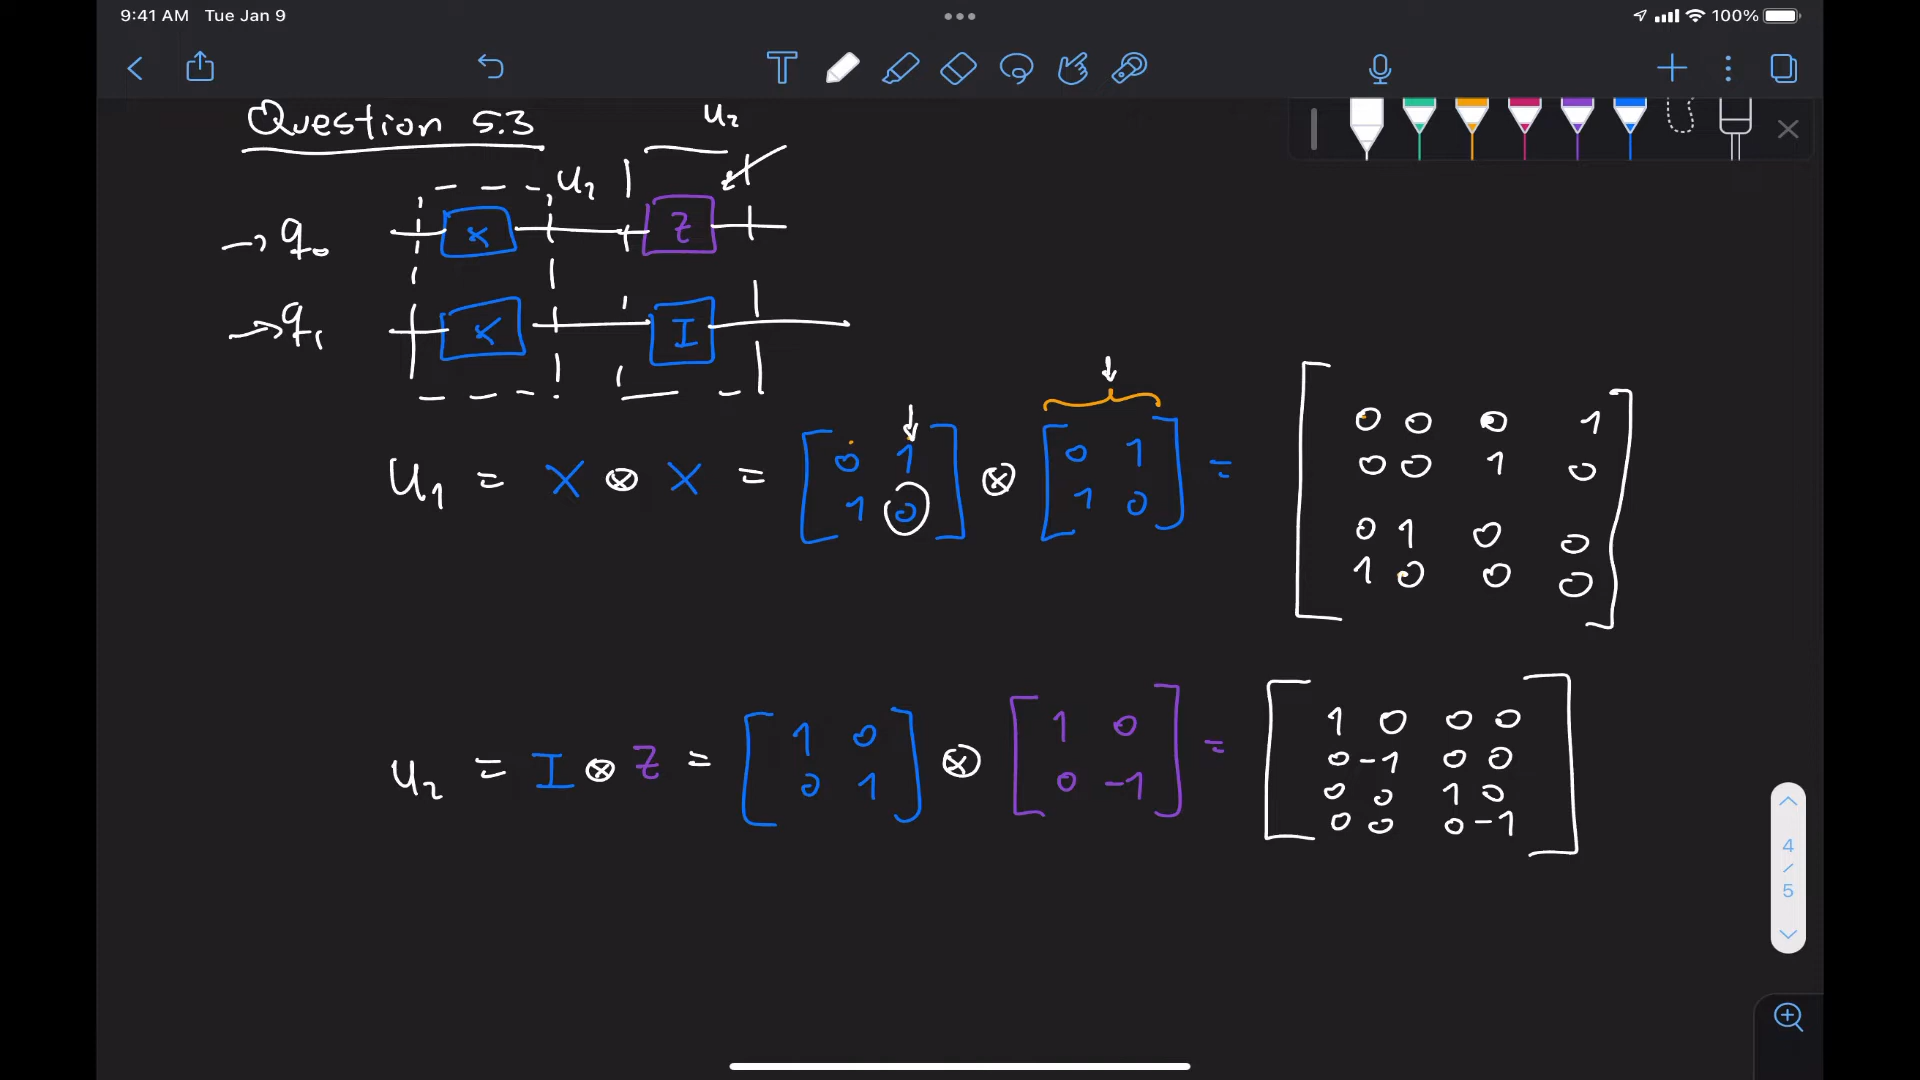 9:41 AM Tue Jan 9
100%
Question 5.3
U₂
U₂
→ q₀ X Z
→ q₁ X I
U₁ = X ⊗ X = [0 1 1 0] ⊗ [0 1 1 0] =
0 0 0 1
0 0 1 0
0 1 0 0
1 0 0 0
U₂ = I ⊗ Z = [1 0 0 1] ⊗ [1 0 0 -1] =
1 0 0 0
0 -1 0 0
0 0 1 0
0 0 0 -1
4
/
5